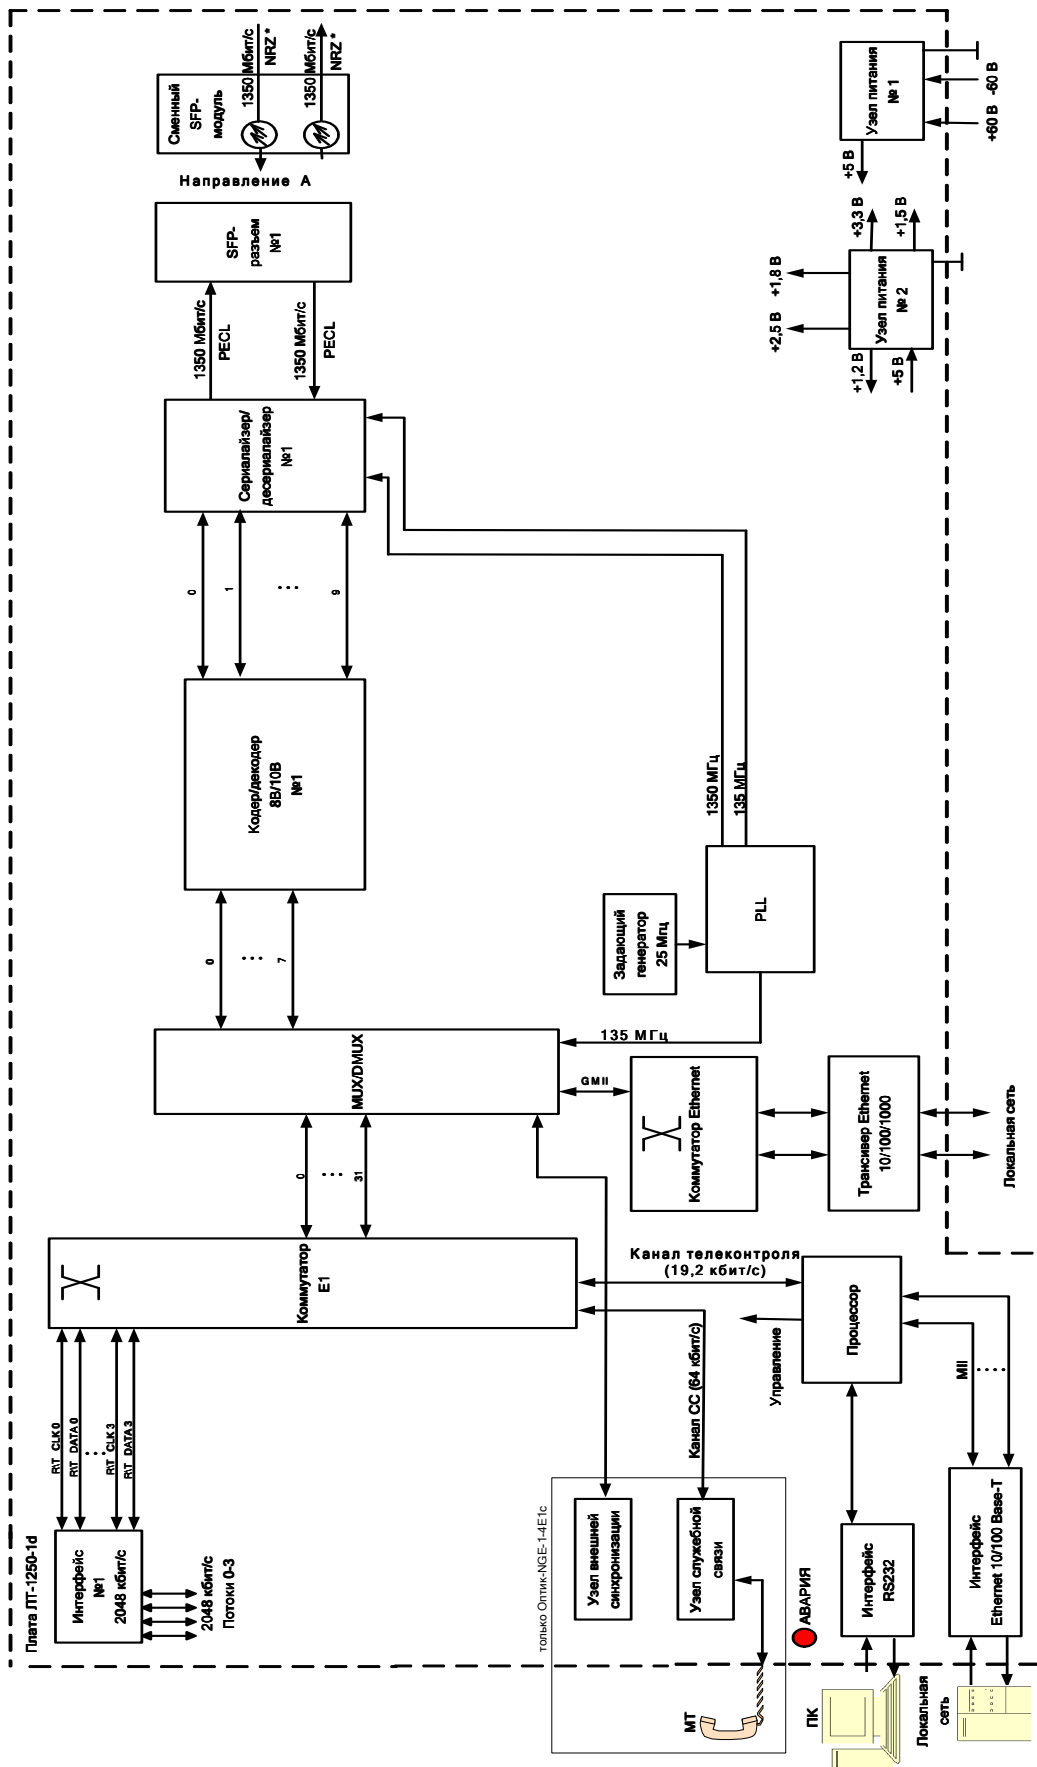 Плата ЛТ-1250-1d
Интерфейс
№1
2048 кбит/с
2048 кбит/с
Потоки 0-3
R\T CLK 0
R\T DATA 0
R\T CLK 3
R\T DATA 3
Коммутатор
E1
0
31
MUX/DMUX
0
7
Кодер/декодер
8B/10B
№1
0
1
9
Сериалайзер/
десериалайзер
№1
1350 Мбит/с
PECL
1350 Мбит/с
PECL
SFP-
разъем
№1
Направление А
Сменный
SFP-
модуль
1350 Мбит/с
NRZ *
1350 Мбит/с
NRZ *
только Оптик-NGE-1-4E1c
Узел внешней
синхронизации
Узел служебной
связи
МТ
Канал СС (64 кбит/с)
Канал телеконтроля
(19,2 кбит/с)
Управление
GMII
Коммутатор Ethernet
Трансивер Ethernet
10/100/1000
Локальная сеть
135 МГц
Задающий
генератор
25 Мгц
PLL
1350 МГц
135 МГц
АВАРИЯ
ПК
Интерфейс
RS232
Процессор
MII
Интерфейс
Ethernet 10/100 Base-T
Локальная
сеть
Узел питания
№ 1
-60 В
+60 В
+5 В
Узел питания
№ 2
+3,3 В
+1,5 В
+1,8 В
+2,5 В
+1,2 В
+5 В